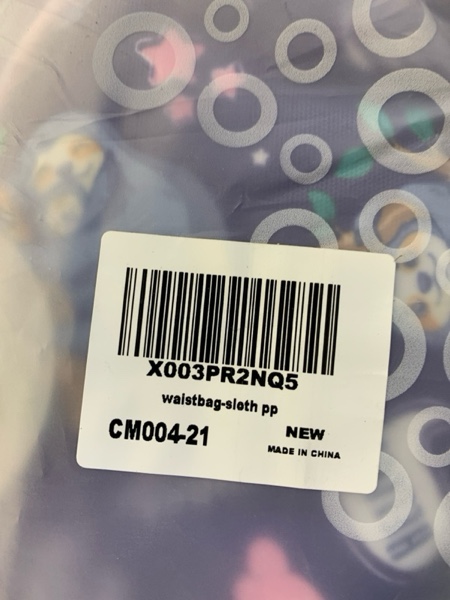 X003PR2NQ5
waistbag-sloth pp
CM004-21
NEW
MADE IN CHINA